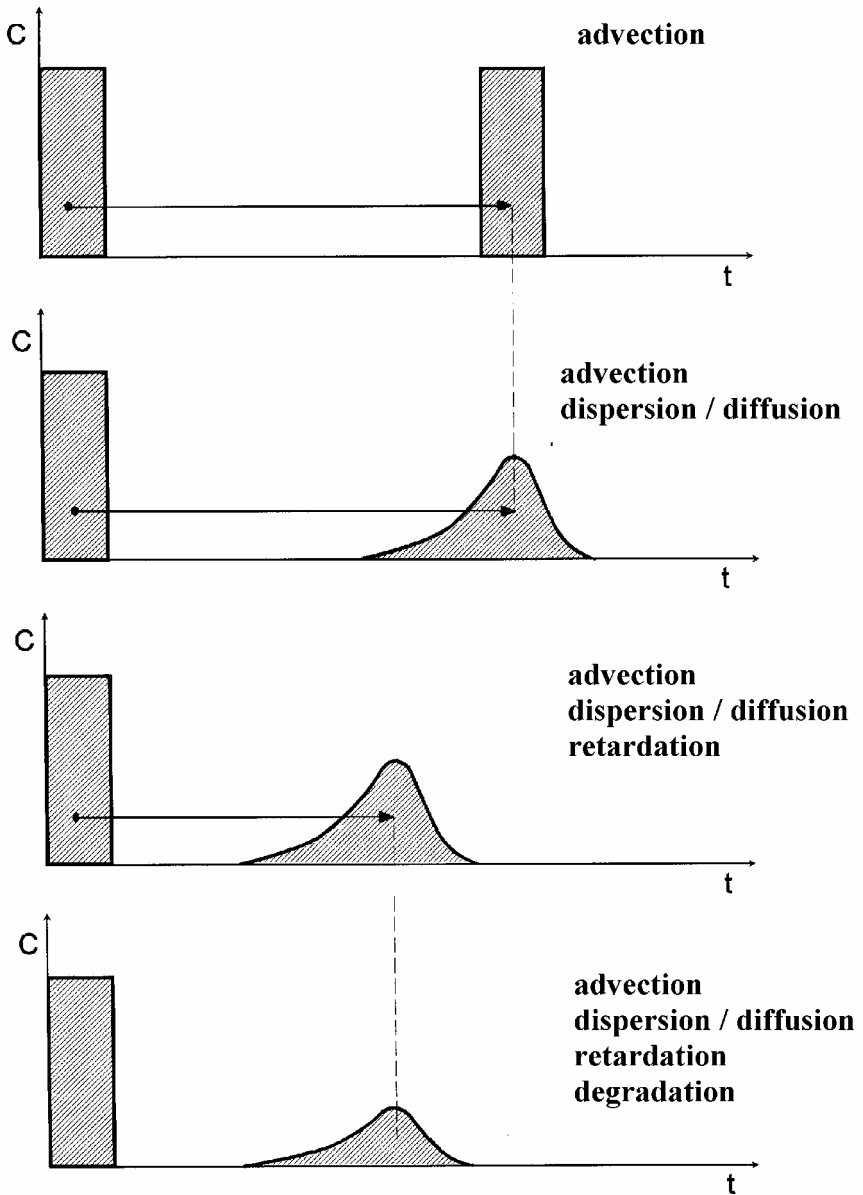 C
advection
t
C
advection
dispersion / diffusion
t
C
advection
dispersion / diffusion
retardation
t
C
advection
dispersion / diffusion
retardation
degradation
t